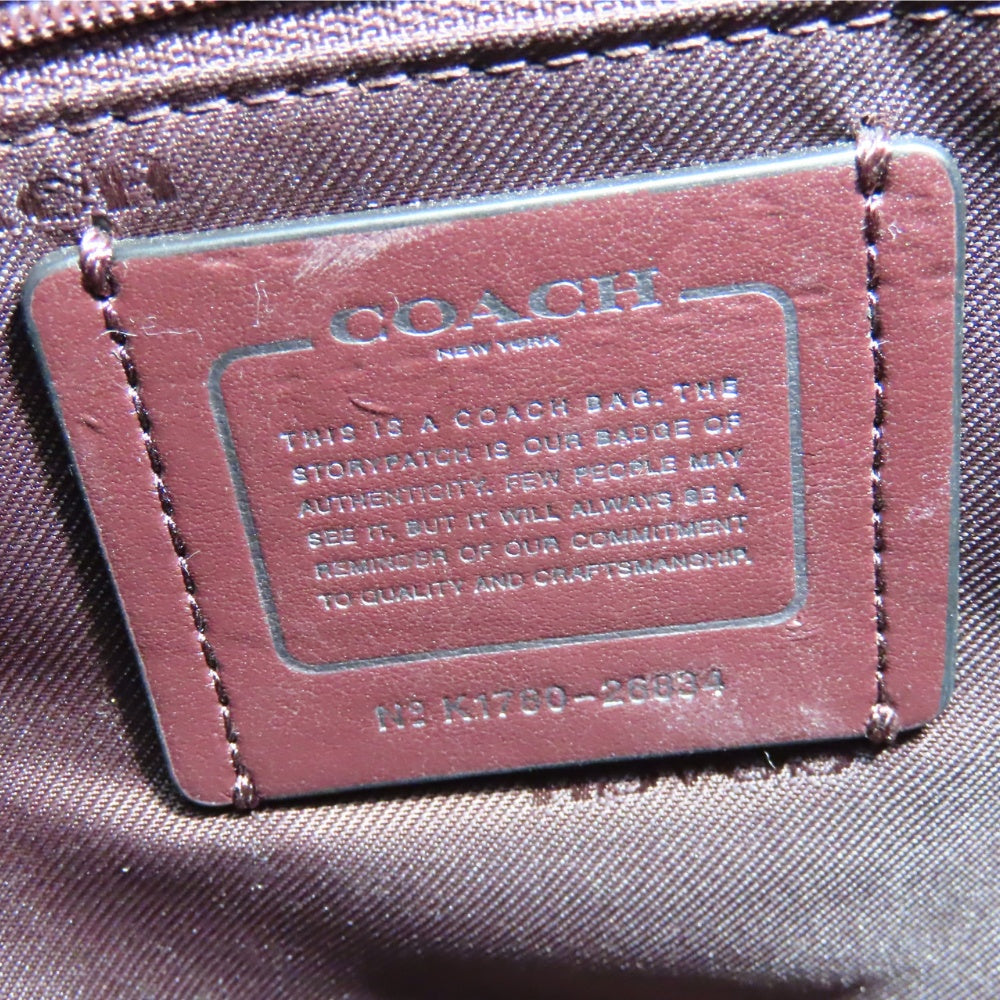 COACH
NEW YORK
THIS IS A COACH BAG. THE
STORYPATCH IS OUR BADGE OF
AUTHENTICITY. FEW PEOPLE MAY
SEE IT, BUT IT WILL ALWAYS BE A
REMINDER OF OUR COMMITMENT
TO QUALITY AND CRAFTSMANSHIP.
Nº K1780-26834